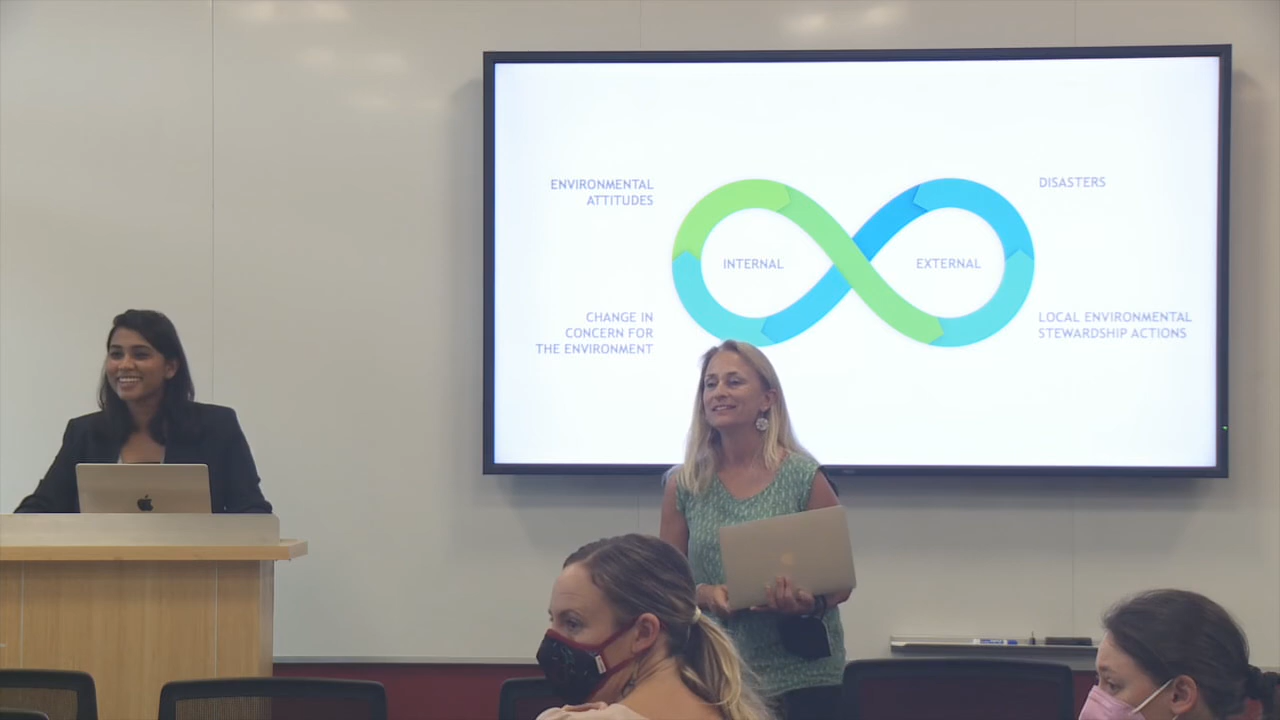 ENVIRONMENTAL
ATTITUDES
DISASTERS
INTERNAL
EXTERNAL
CHANGE IN
CONCERN FOR
THE ENVIRONMENT
LOCAL ENVIRONMENTAL
STEWARDSHIP ACTIONS